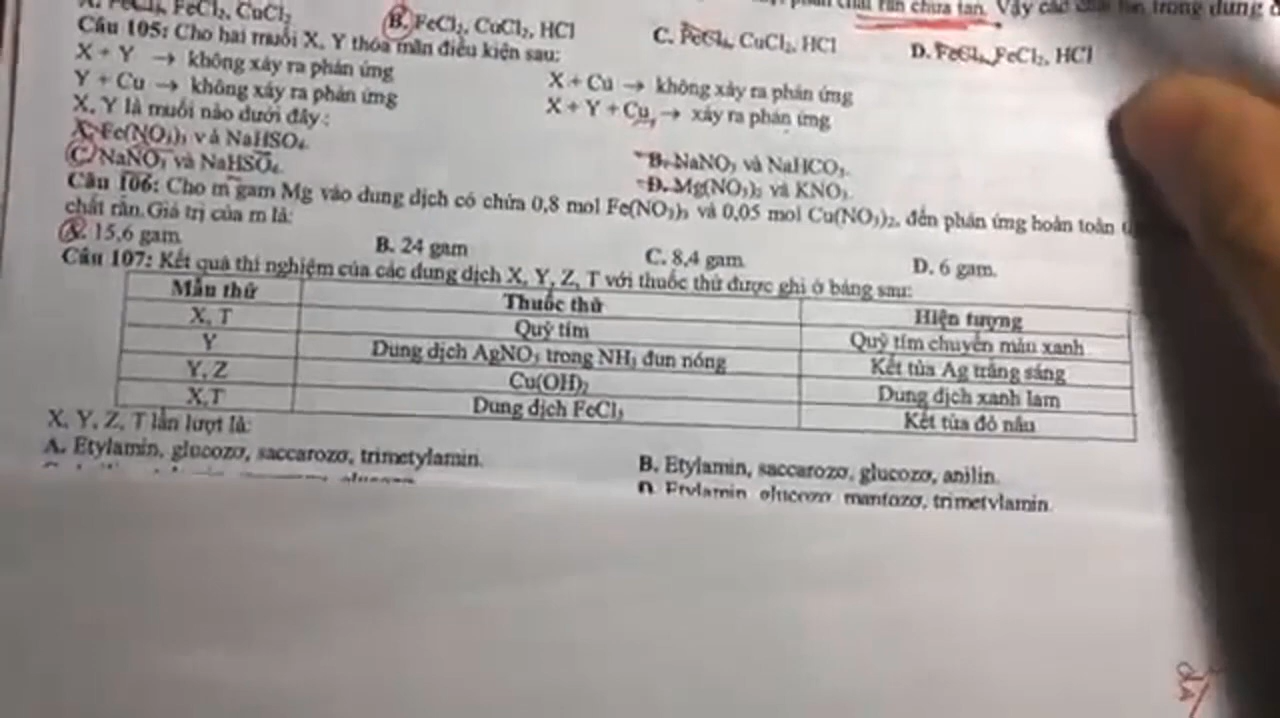 FeCl₂, CuCl₂
B. FeCl₂, CuCl₂, HCl
C. FeCl₃, CuCl₂, HCl
D. FeCl₃, FeCl₂, HCl
rắn chưa tan. Vậy các trong dung
Câu 105: Cho hai muối X, Y thỏa mãn điều kiện sau:
X + Y → không xảy ra phản ứng
X + Cu → không xảy ra phản ứng
Y + Cu → không xảy ra phản ứng
X + Y + Cu → xảy ra phản ứng
X, Y là muối nào dưới đây :
A. Fe(NO₃)₃ và NaHSO₄.
B. NaNO₃ và NaHCO₃.
C. NaNO₃ và NaHSO₄.
D. Mg(NO₃)₂ và KNO₃.
Câu 106: Cho m gam Mg vào dung dịch có chứa 0,8 mol Fe(NO₃)₃ và 0,05 mol Cu(NO₃)₂, đến phản ứng hoàn toàn
chất rắn. Giá trị của m là:
A. 15,6 gam.
B. 24 gam
C. 8,4 gam.
D. 6 gam.
Câu 107: Kết quả thí nghiệm của các dung dịch X, Y, Z, T với thuốc thử được ghi ở bảng sau:
Mẫu thử Thuốc thử Hiện tượng
X, T Quỳ tím Quỳ tím chuyển màu xanh
Y Dung dịch AgNO₃ trong NH₃ đun nóng Kết tủa Ag trắng sáng
Y, Z Cu(OH)₂ Dung dịch xanh lam
X,T Dung dịch FeCl₃ Kết tủa đỏ nâu
X, Y, Z, T lần lượt là:
A. Etylamin, glucozơ, saccarozơ, trimetylamin.
B. Etylamin, saccarozơ, glucozơ, anilin.
D. Etylamin, glucozơ, mantozơ, trimetylamin.